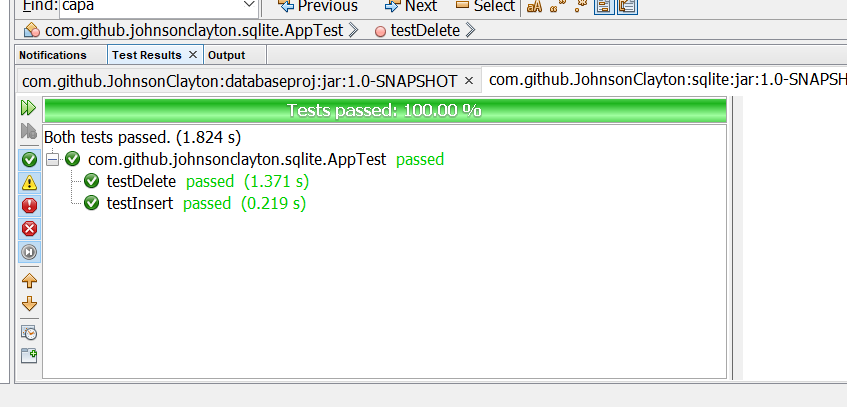 Find: capa Previous Next Select aA
com.github.johnsonclayton.sqlite.AppTest testDelete
Notifications Test Results Output
com.github.JohnsonClayton:databaseproj:jar:1.0-SNAPSHOT × com.github.JohnsonClayton:sqlite:jar:1.0-SNAPSH
Tests passed: 100.00 %
Both tests passed. (1.824 s)
com.github.johnsonclayton.sqlite.AppTest passed
testDelete passed (1.371 s)
testInsert passed (0.219 s)